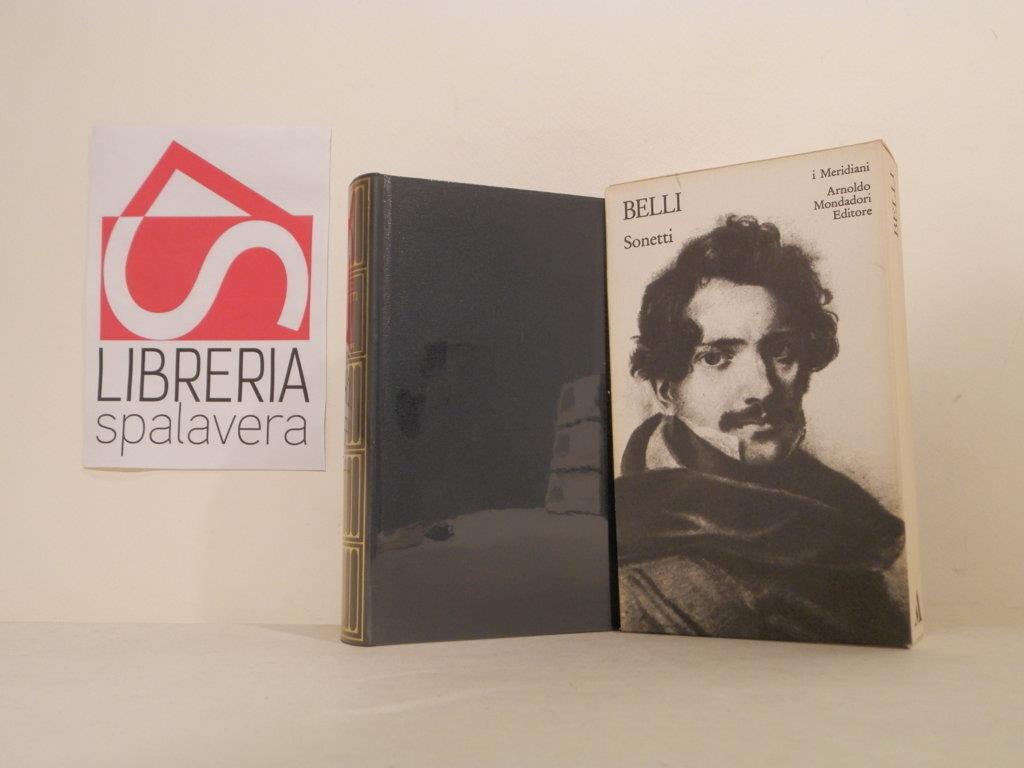 LIBRERIA
spalavera
BELLI
Sonetti
i Meridiani
Arnoldo
Mondadori
Editore
BELLI